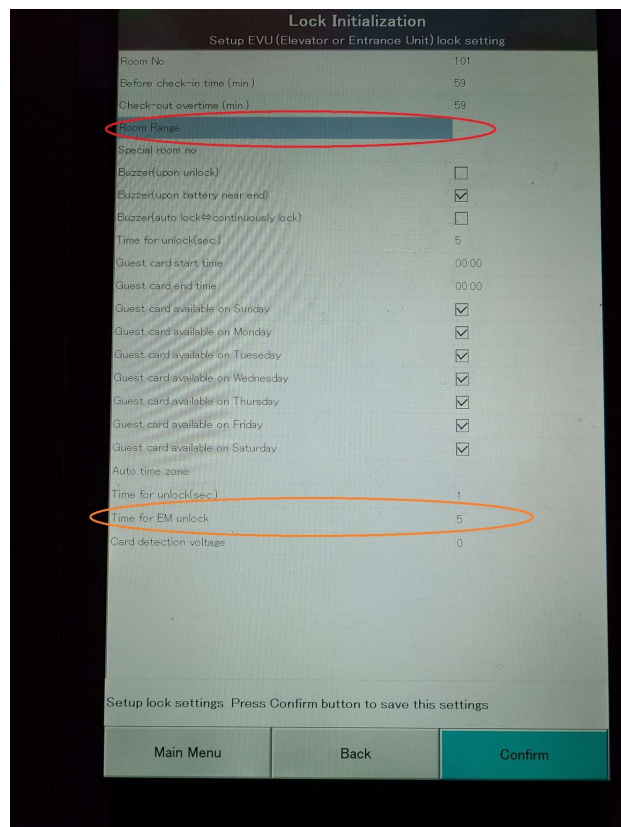 Lock Initialization
Setup EVU (Elevator or Entrance Unit) lock setting
Room No. 101
Before check-in time (min.) 59
Check-out overtime (min.) 59
Room Range
Special room no
Buzzer(upon unlock)
Buzzer(upon battery near end)
Buzzer(auto lock⇔continuously lock)
Time for unlock(sec.) 5
Guest card start time 00:00
Guest card end time 00:00
Guest card available on Sunday
Guest card available on Monday
Guest card available on Tueseday
Guest card available on Wednesday
Guest card available on Thursday
Guest card available on Friday
Guest card available on Saturday
Auto time zone
Time for unlock(sec.) 1
Time for EM unlock 5
Card detection voltage 0
Setup lock settings. Press Confirm button to save this settings
Main Menu Back Confirm